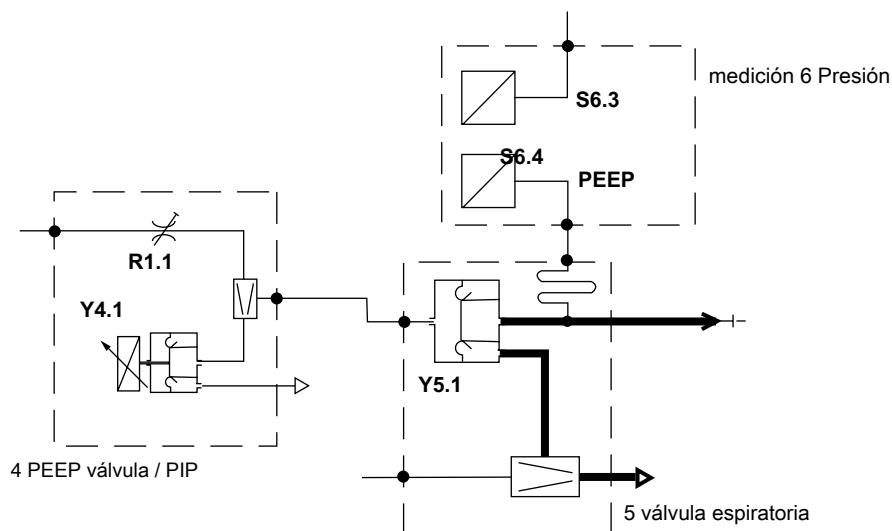 medición 6 Presión
S6.3
S6.4
PEEP
R1.1
Y4.1
Y5.1
4 PEEP válvula / PIP
5 válvula espiratoria